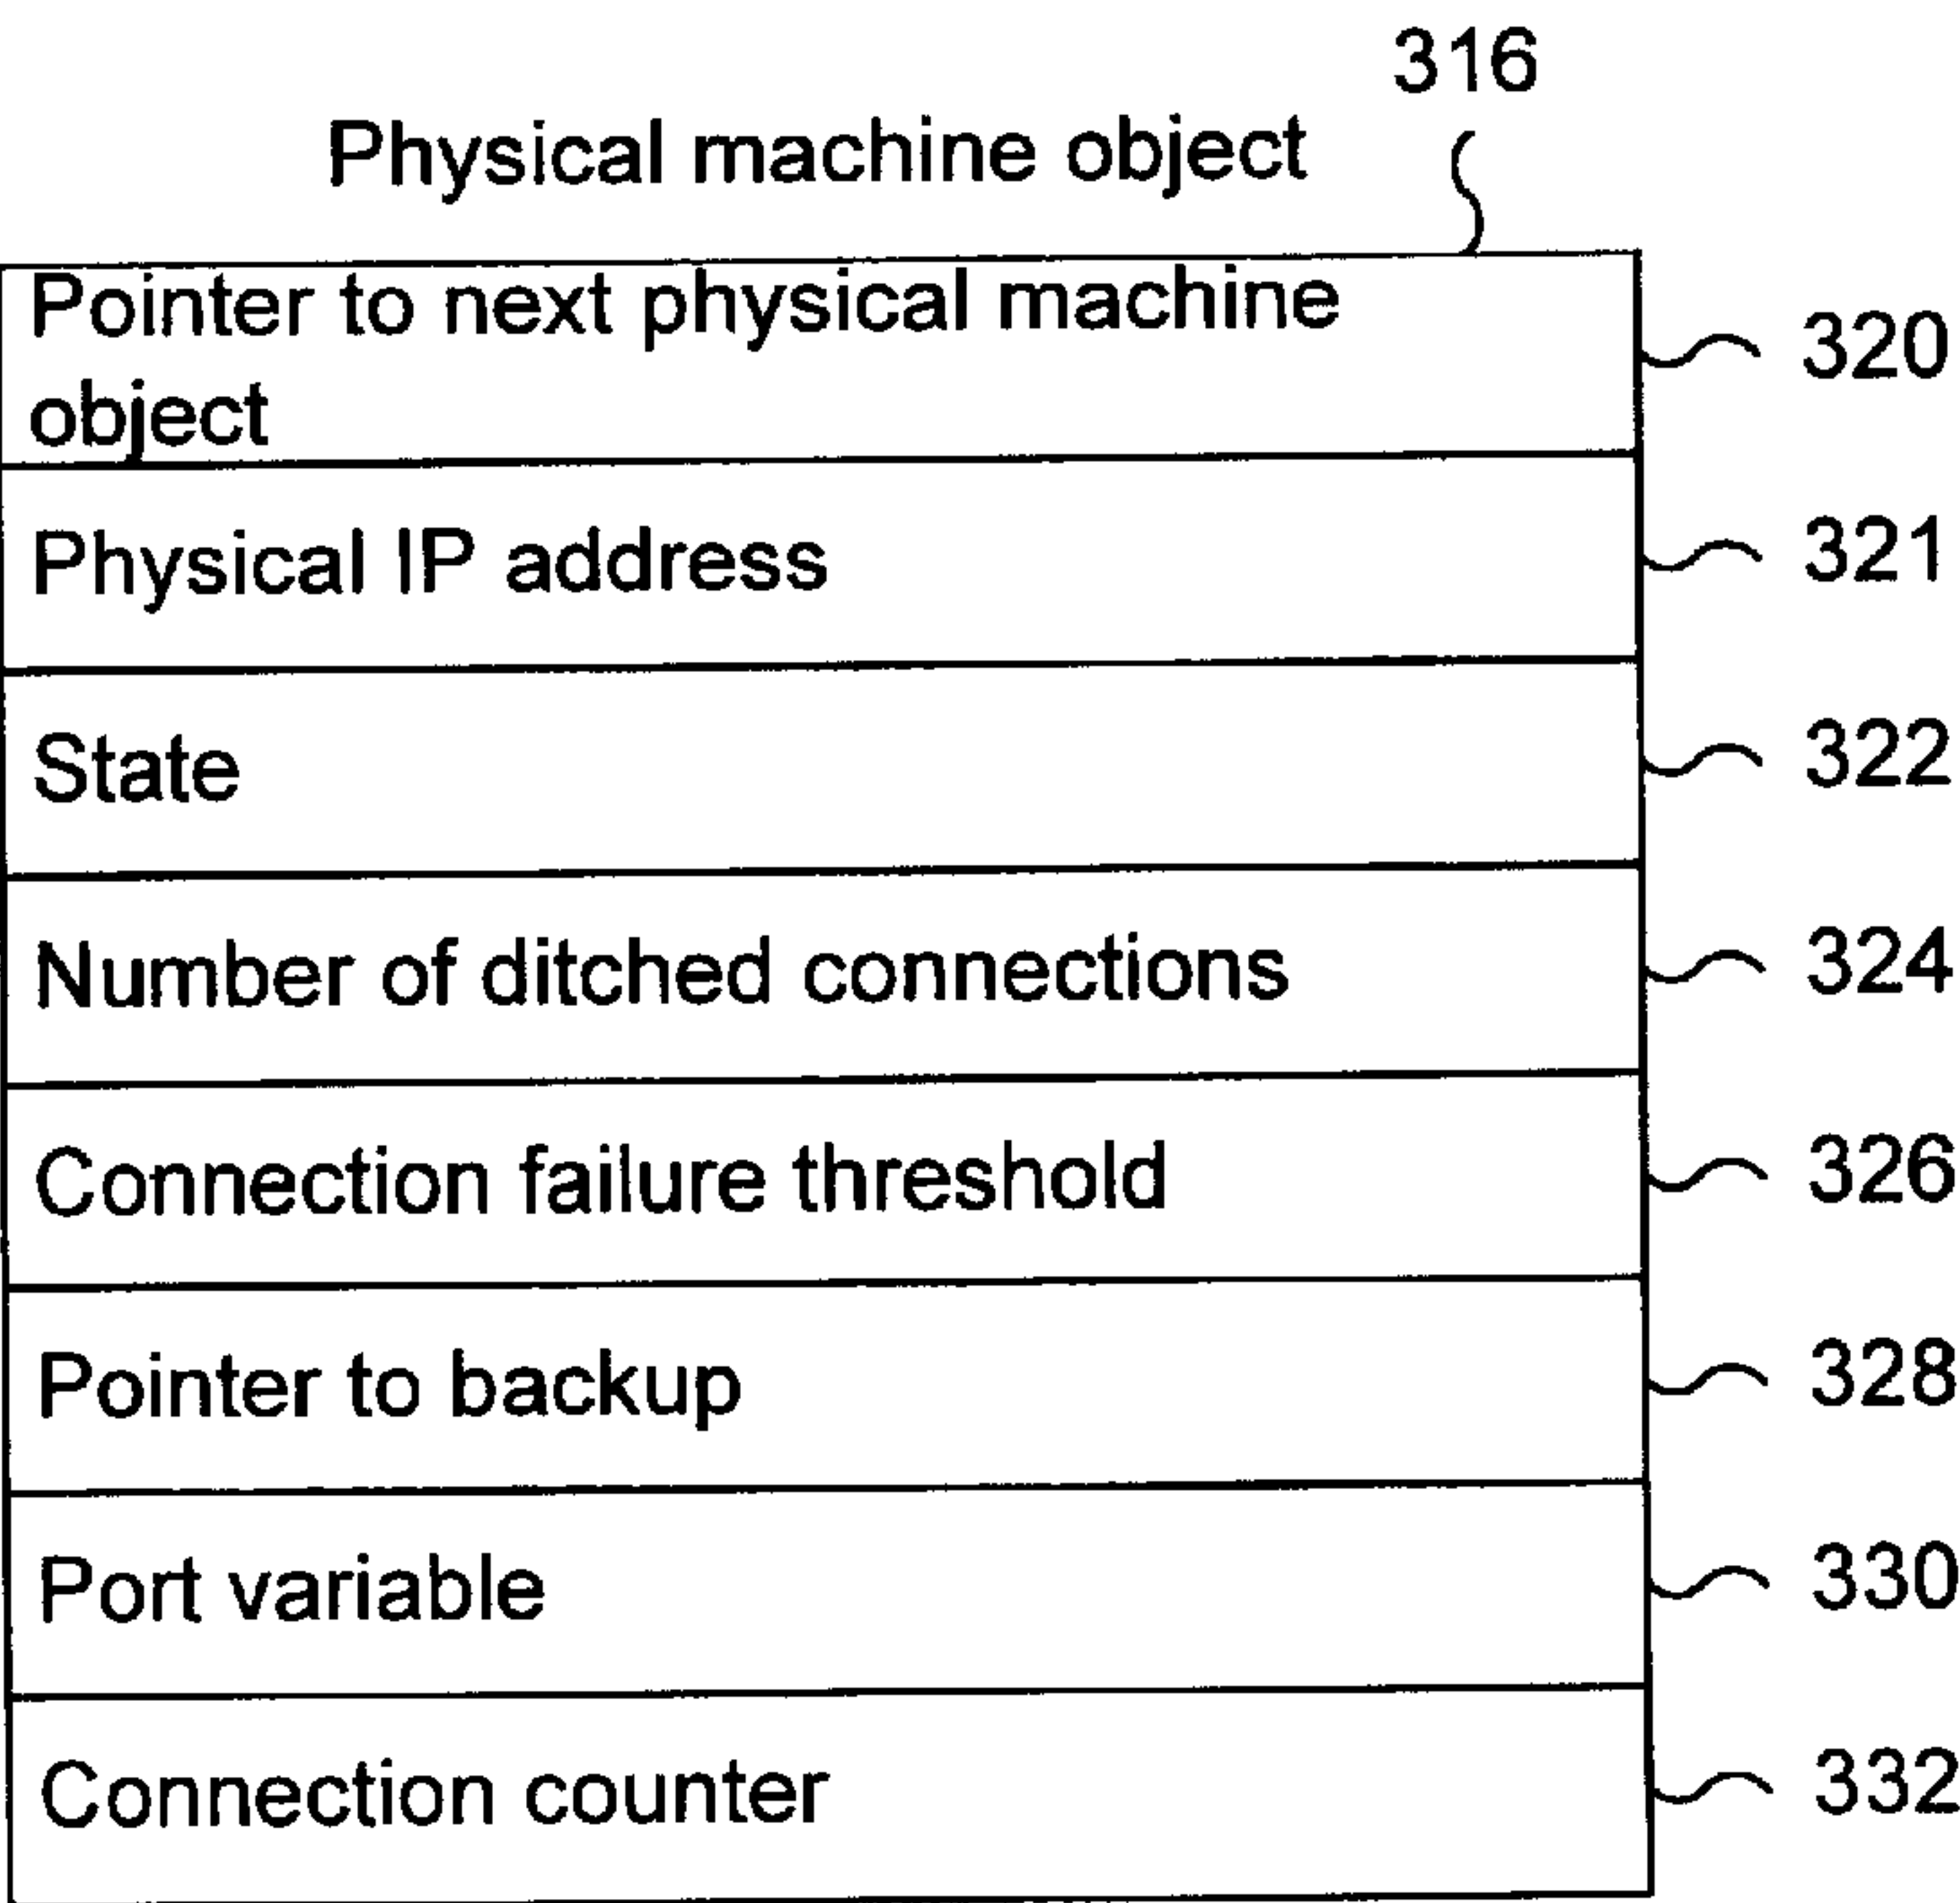 316
Physical machine object
Pointer to next physical machine
object
320
Physical IP address
321
State
322
Number of ditched connections
324
Connection failure threshold
326
Pointer to backup
328
Port variable
330
Connection counter
332